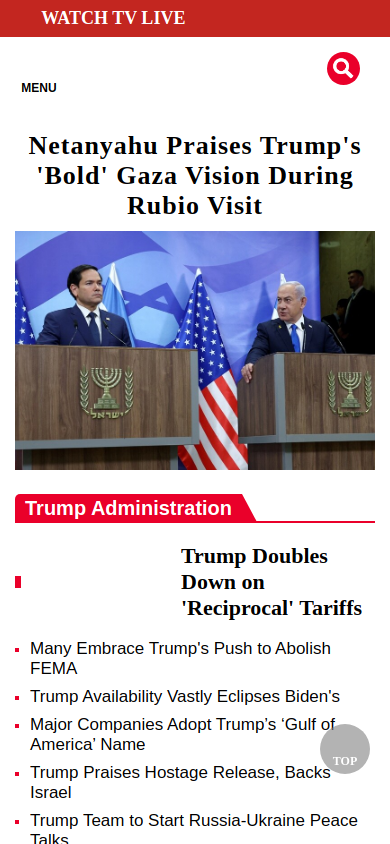 WATCH TV LIVE
MENU
Netanyahu Praises Trump's
'Bold' Gaza Vision During
Rubio Visit
ישראל
ישראל
Trump Administration
Trump Doubles
Down on
'Reciprocal' Tariffs
Many Embrace Trump's Push to Abolish
FEMA
Trump Availability Vastly Eclipses Biden's
Major Companies Adopt Trump’s ‘Gulf of
America’ Name
TOP
Trump Praises Hostage Release, Backs
Israel
Trump Team to Start Russia-Ukraine Peace
Talks